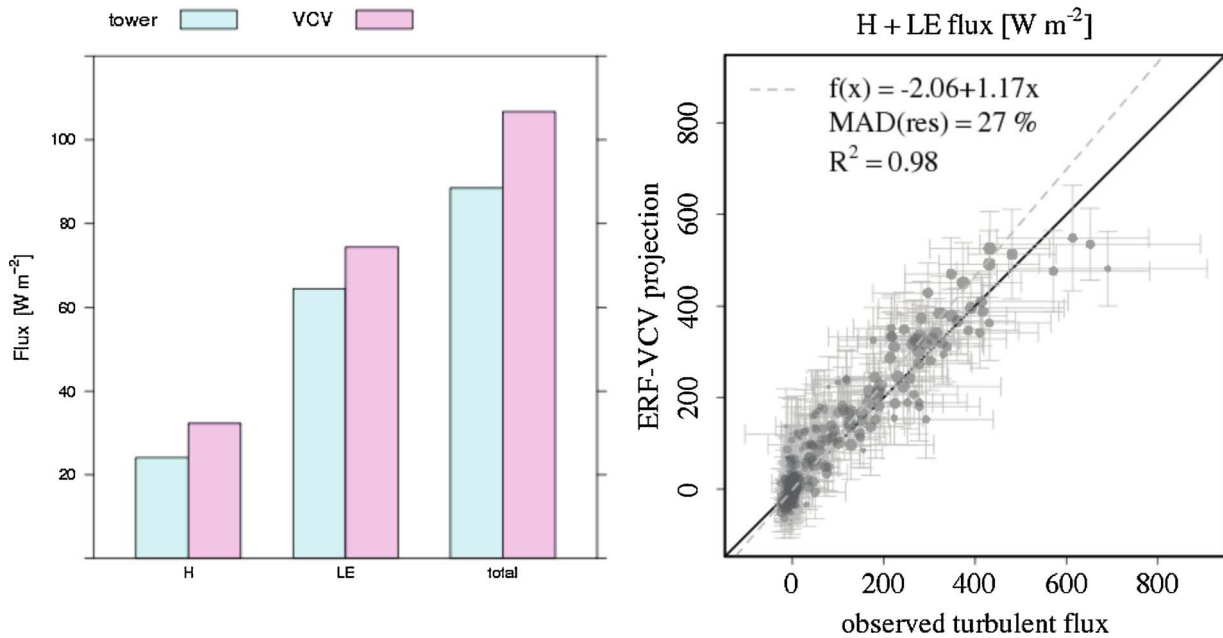 tower VCV
Flux [W m⁻²]
100
80
60
40
20
H LE total
H + LE flux [W m⁻²]
f(x) = -2.06+1.17x
MAD(res) = 27 %
R² = 0.98
ERF-VCV projection
800
600
400
200
0
0 200 400 600 800
observed turbulent flux